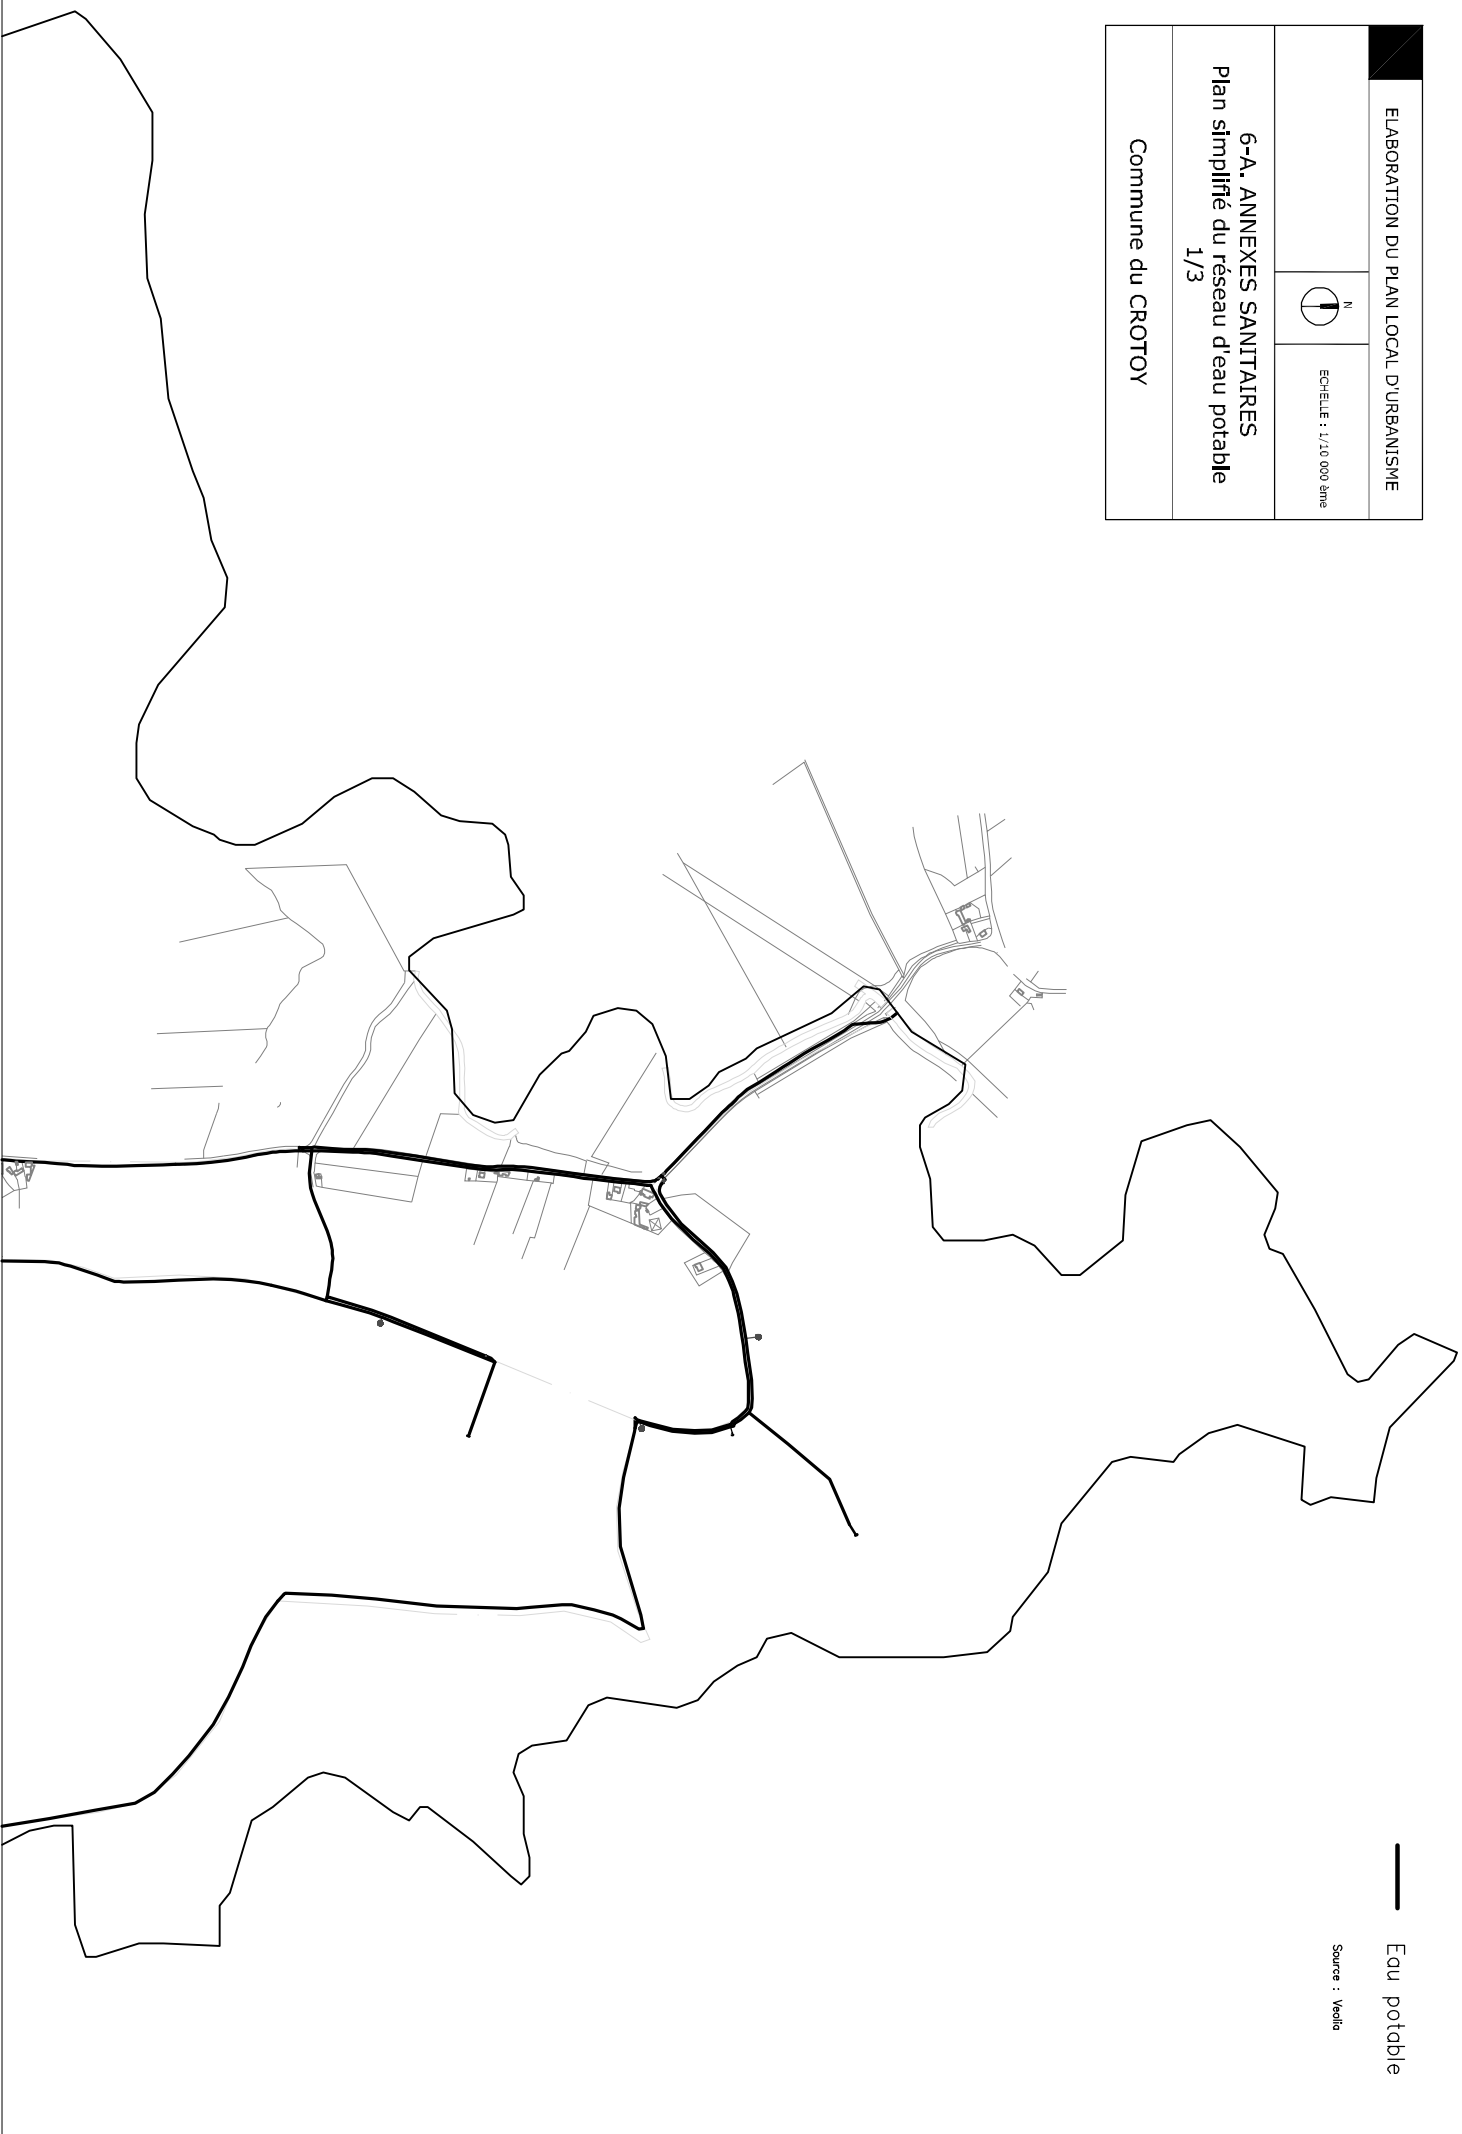 ELABORATION DU PLAN LOCAL D'URBANISME
N
ECHELLE : 1/10 000 ème
6-A. ANNEXES SANITAIRES
Plan simplifié du réseau d'eau potable
1/3
Commune du CROTOY
Eau potable
Source : Veolia